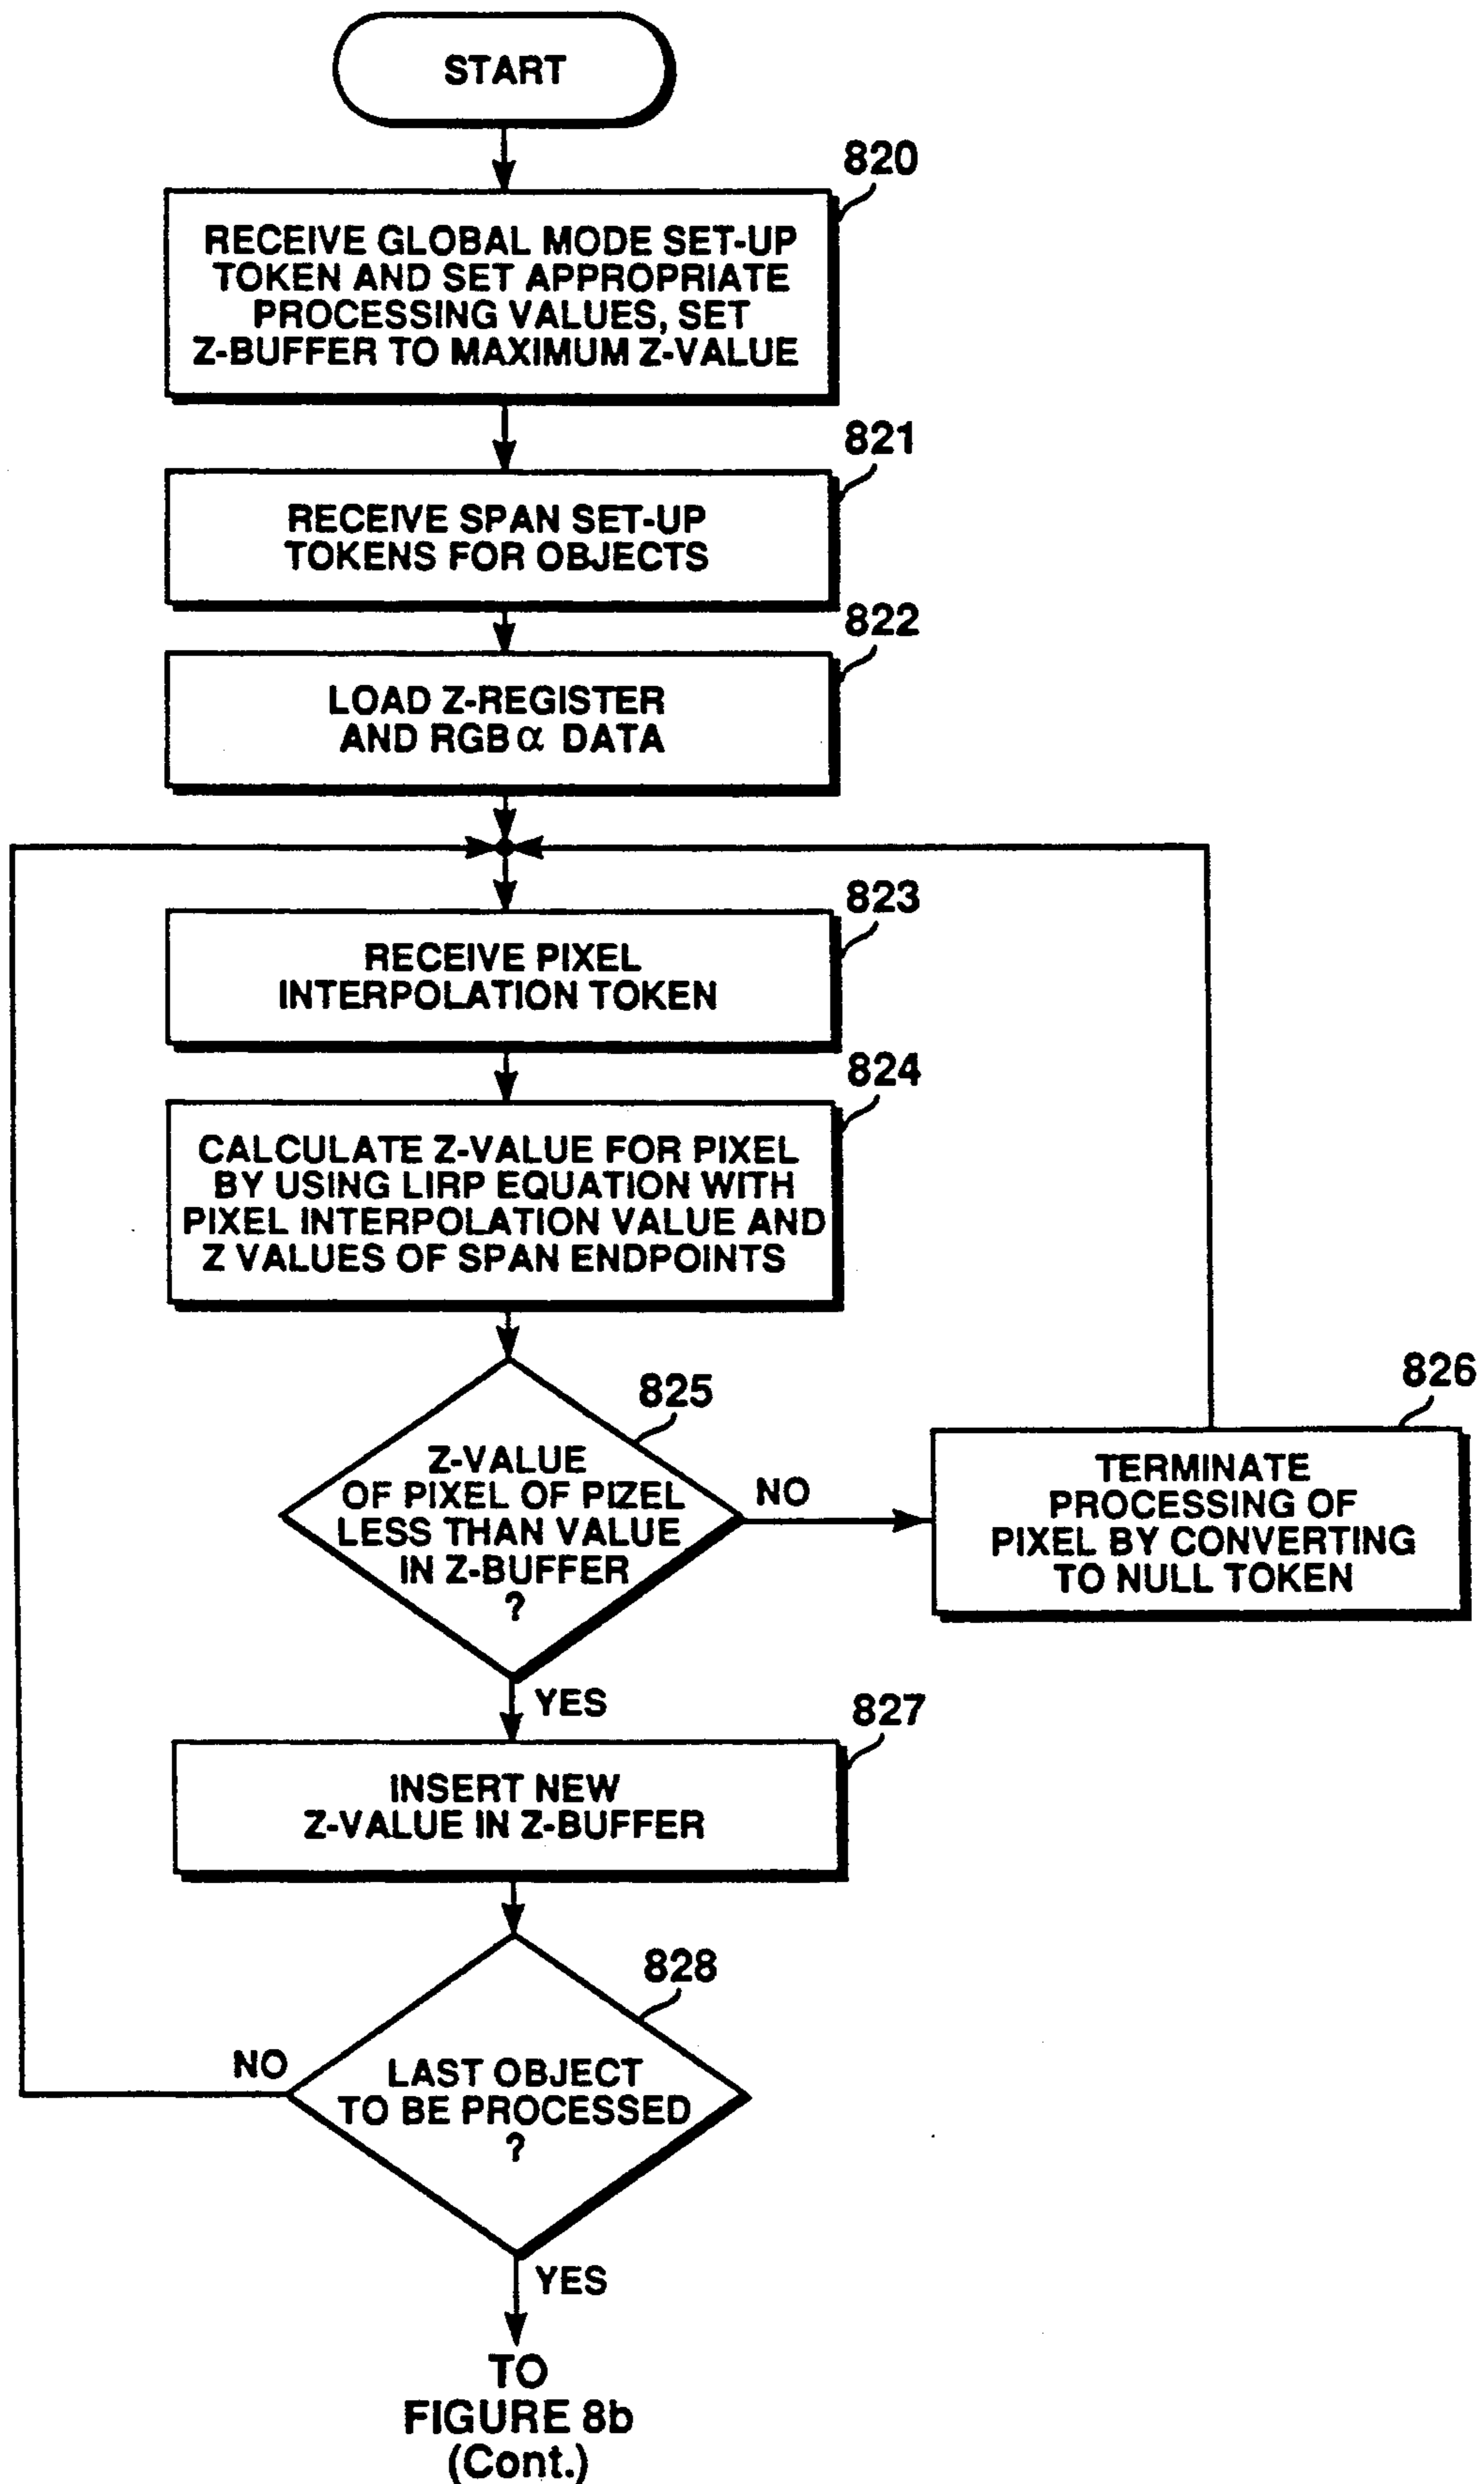 START
820
RECEIVE GLOBAL MODE SET-UP
TOKEN AND SET APPROPRIATE
PROCESSING VALUES, SET
Z-BUFFER TO MAXIMUM Z-VALUE
821
RECEIVE SPAN SET-UP
TOKENS FOR OBJECTS
822
LOAD Z-REGISTER
AND RGB α DATA
823
RECEIVE PIXEL
INTERPOLATION TOKEN
824
CALCULATE Z-VALUE FOR PIXEL
BY USING LIRP EQUATION WITH
PIXEL INTERPOLATION VALUE AND
Z VALUES OF SPAN ENDPOINTS
825
Z-VALUE
OF PIXEL OF PIZEL
LESS THAN VALUE
IN Z-BUFFER
?
NO
826
TERMINATE
PROCESSING OF
PIXEL BY CONVERTING
TO NULL TOKEN
YES
827
INSERT NEW
Z-VALUE IN Z-BUFFER
828
NO
LAST OBJECT
TO BE PROCESSED
?
YES
TO
FIGURE 8b
(Cont.)